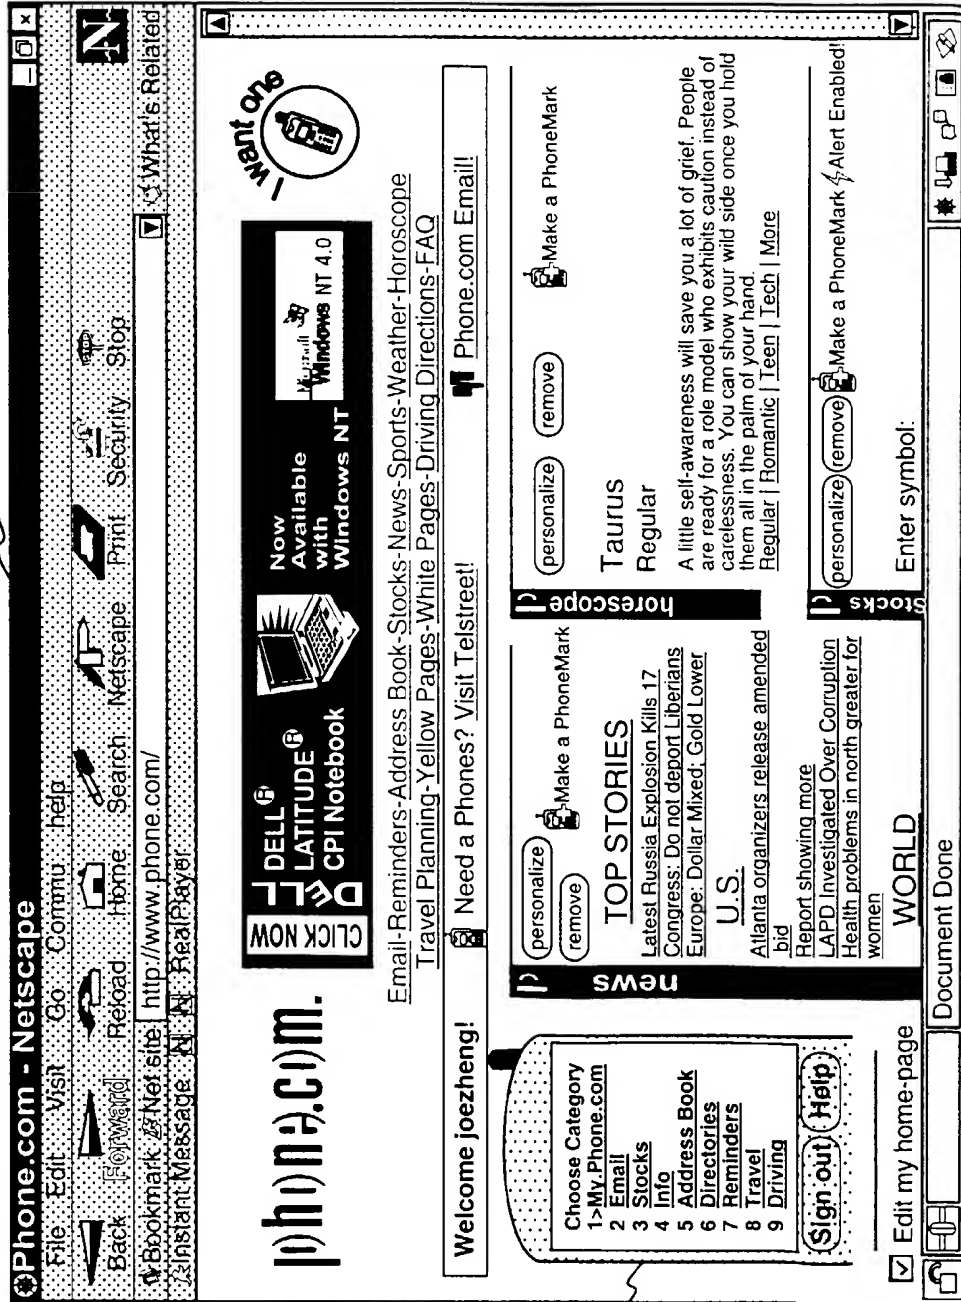 Phone.com - Netscape
File Edit Visit Go Commu help
Back Forward Reload Home Search Netscape Print Security Stop
Bookmark Net site http://www.phone.com/ What's Related
Instant Message N RealPlayer
phone.com.
CLICK NOW
DELL
DELL®
LATITUDE®
CPI Notebook
Now
Available
with
Windows NT
Microsoft
Windows NT 4.0
I want one
Email-Reminders-Address Book-Stocks-News-Sports-Weather-Horoscope
Travel Planning-Yellow Pages-White Pages-Driving Directions-FAQ
Welcome joezheng! Need a Phones? Visit Telstreet! Phone.com Email!
Choose Category
1>My.Phone.com
2 Email
3 Stocks
4 Info
5 Address Book
6 Directories
7 Reminders
8 Travel
9 Driving
Sign out Help
Edit my home-page
news
personalize
remove
Make a PhoneMark
TOP STORIES
Latest Russia Explosion Kills 17
Congress: Do not deport Liberians
Europe: Dollar Mixed; Gold Lower
U.S.
Atlanta organizers release amended
bid
Report showing more
LAPD Investigated Over Corruption
Health problems in north greater for
women
WORLD
horescope
personalize remove Make a PhoneMark
Taurus
Regular
A little self-awareness will save you a lot of grief. People
are ready for a role model who exhibits caution instead of
carelessness. You can show your wild side once you hold
them all in the palm of your hand.
Regular | Romantic | Teen | Tech | More
Stocks
personalize remove Make a PhoneMark Alert Enabled!
Enter symbol:
Document Done